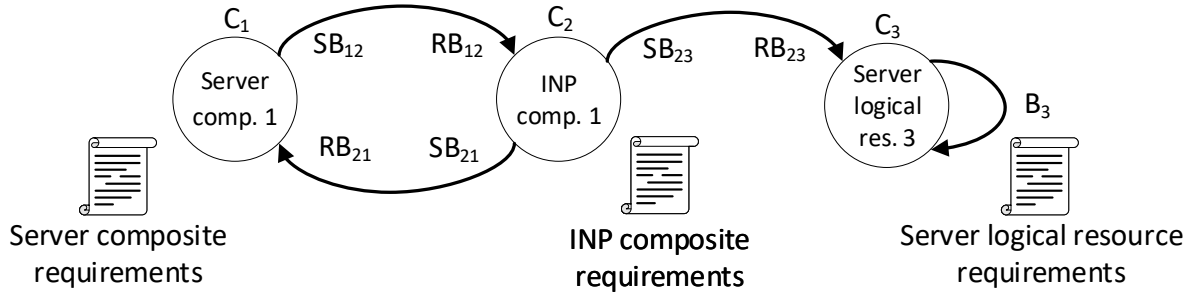 C1
C2
C3
SB12
RB12
SB23
RB23
Server
comp. 1
INP
comp. 1
Server
logical
res. 3
B3
RB21
SB21
Server composite
requirements
INP composite
requirements
Server logical resource
requirements